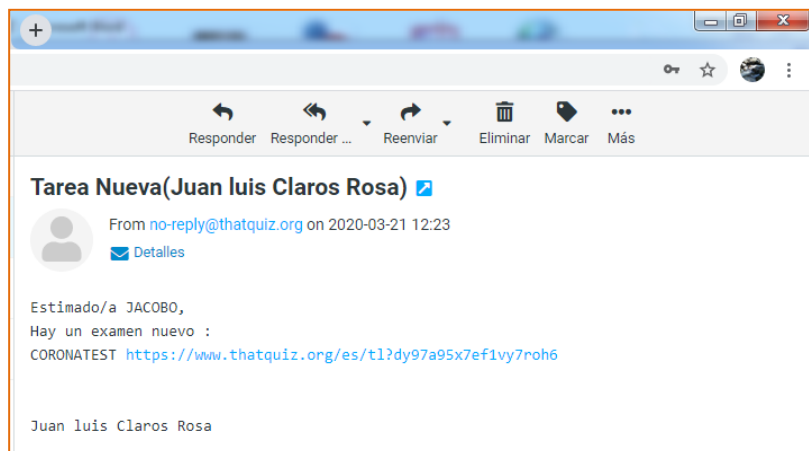 Responder Responder ... Reenviar Eliminar Marcar Más
Tarea Nueva(Juan luis Claros Rosa)
From no-reply@thatquiz.org on 2020-03-21 12:23
Detalles
Estimado/a JACOBO,
Hay un examen nuevo :
CORONATEST https://www.thatquiz.org/es/tl?dy97a95x7ef1vy7roh6
Juan luis Claros Rosa